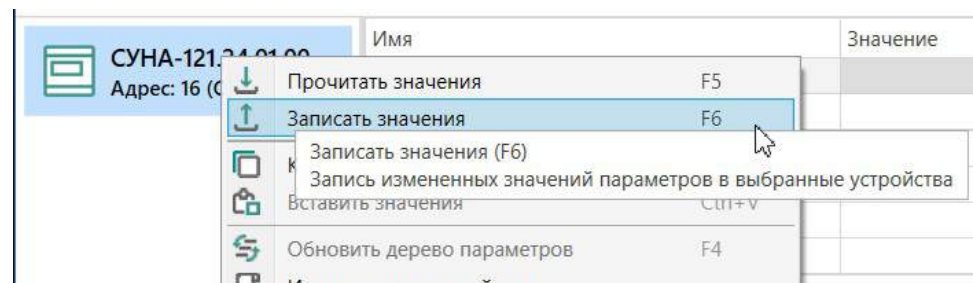 Имя
Значение
СУНА-121.24.01.00
Адрес: 16 (
Прочитать значения F5
Записать значения F6
Записать значения (F6)
Запись измененных значений параметров в выбранные устройства
Вставить значения Ctrl+V
Обновить дерево параметров F4